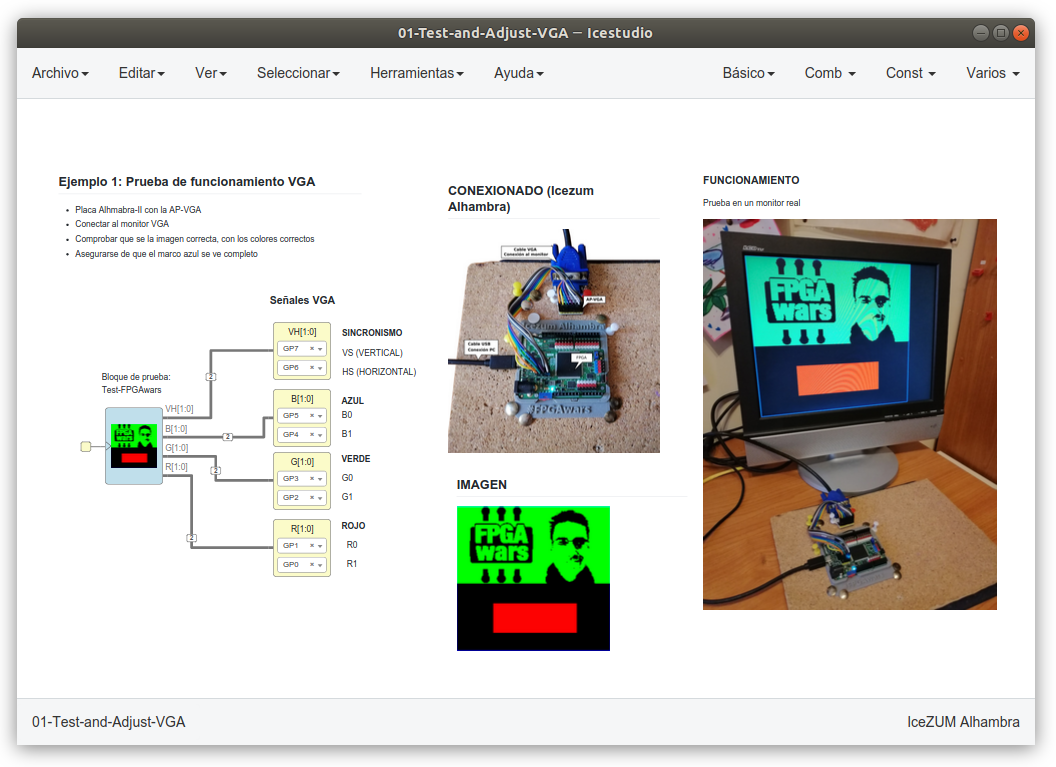 01-Test-and-Adjust-VGA — Icestudio
Archivo Editar Ver Seleccionar Herramientas Ayuda Básico Comb Const Varios
Ejemplo 1: Prueba de funcionamiento VGA
Placa Alhmabra-II con la AP-VGA
Conectar al monitor VGA
Comprobar que se la imagen correcta, con los colores correctos
Asegurarse de que el marco azul se ve completo
Señales VGA
VH[1:0]
GP7
GP6
SINCRONISMO
VS (VERTICAL)
HS (HORIZONTAL)
B[1:0]
GP5
GP4
AZUL
B0
B1
G[1:0]
GP3
GP2
VERDE
G0
G1
R[1:0]
GP1
GP0
ROJO
R0
R1
Bloque de prueba:
Test-FPGAwars
FPGA
wars
VH[1:0]
B[1:0]
G[1:0]
R[1:0]
2
2
2
2
CONEXIONADO (Icezum
Alhambra)
Cable VGA
Conexión al monitor
AP-VGA
IceZum Alhambra
Cable USB
Conexión PC
FPGA
FPGAwars
IMAGEN
FPGA
wars
FUNCIONAMIENTO
Prueba en un monitor real
FPGA
wars
01-Test-and-Adjust-VGA
IceZUM Alhambra